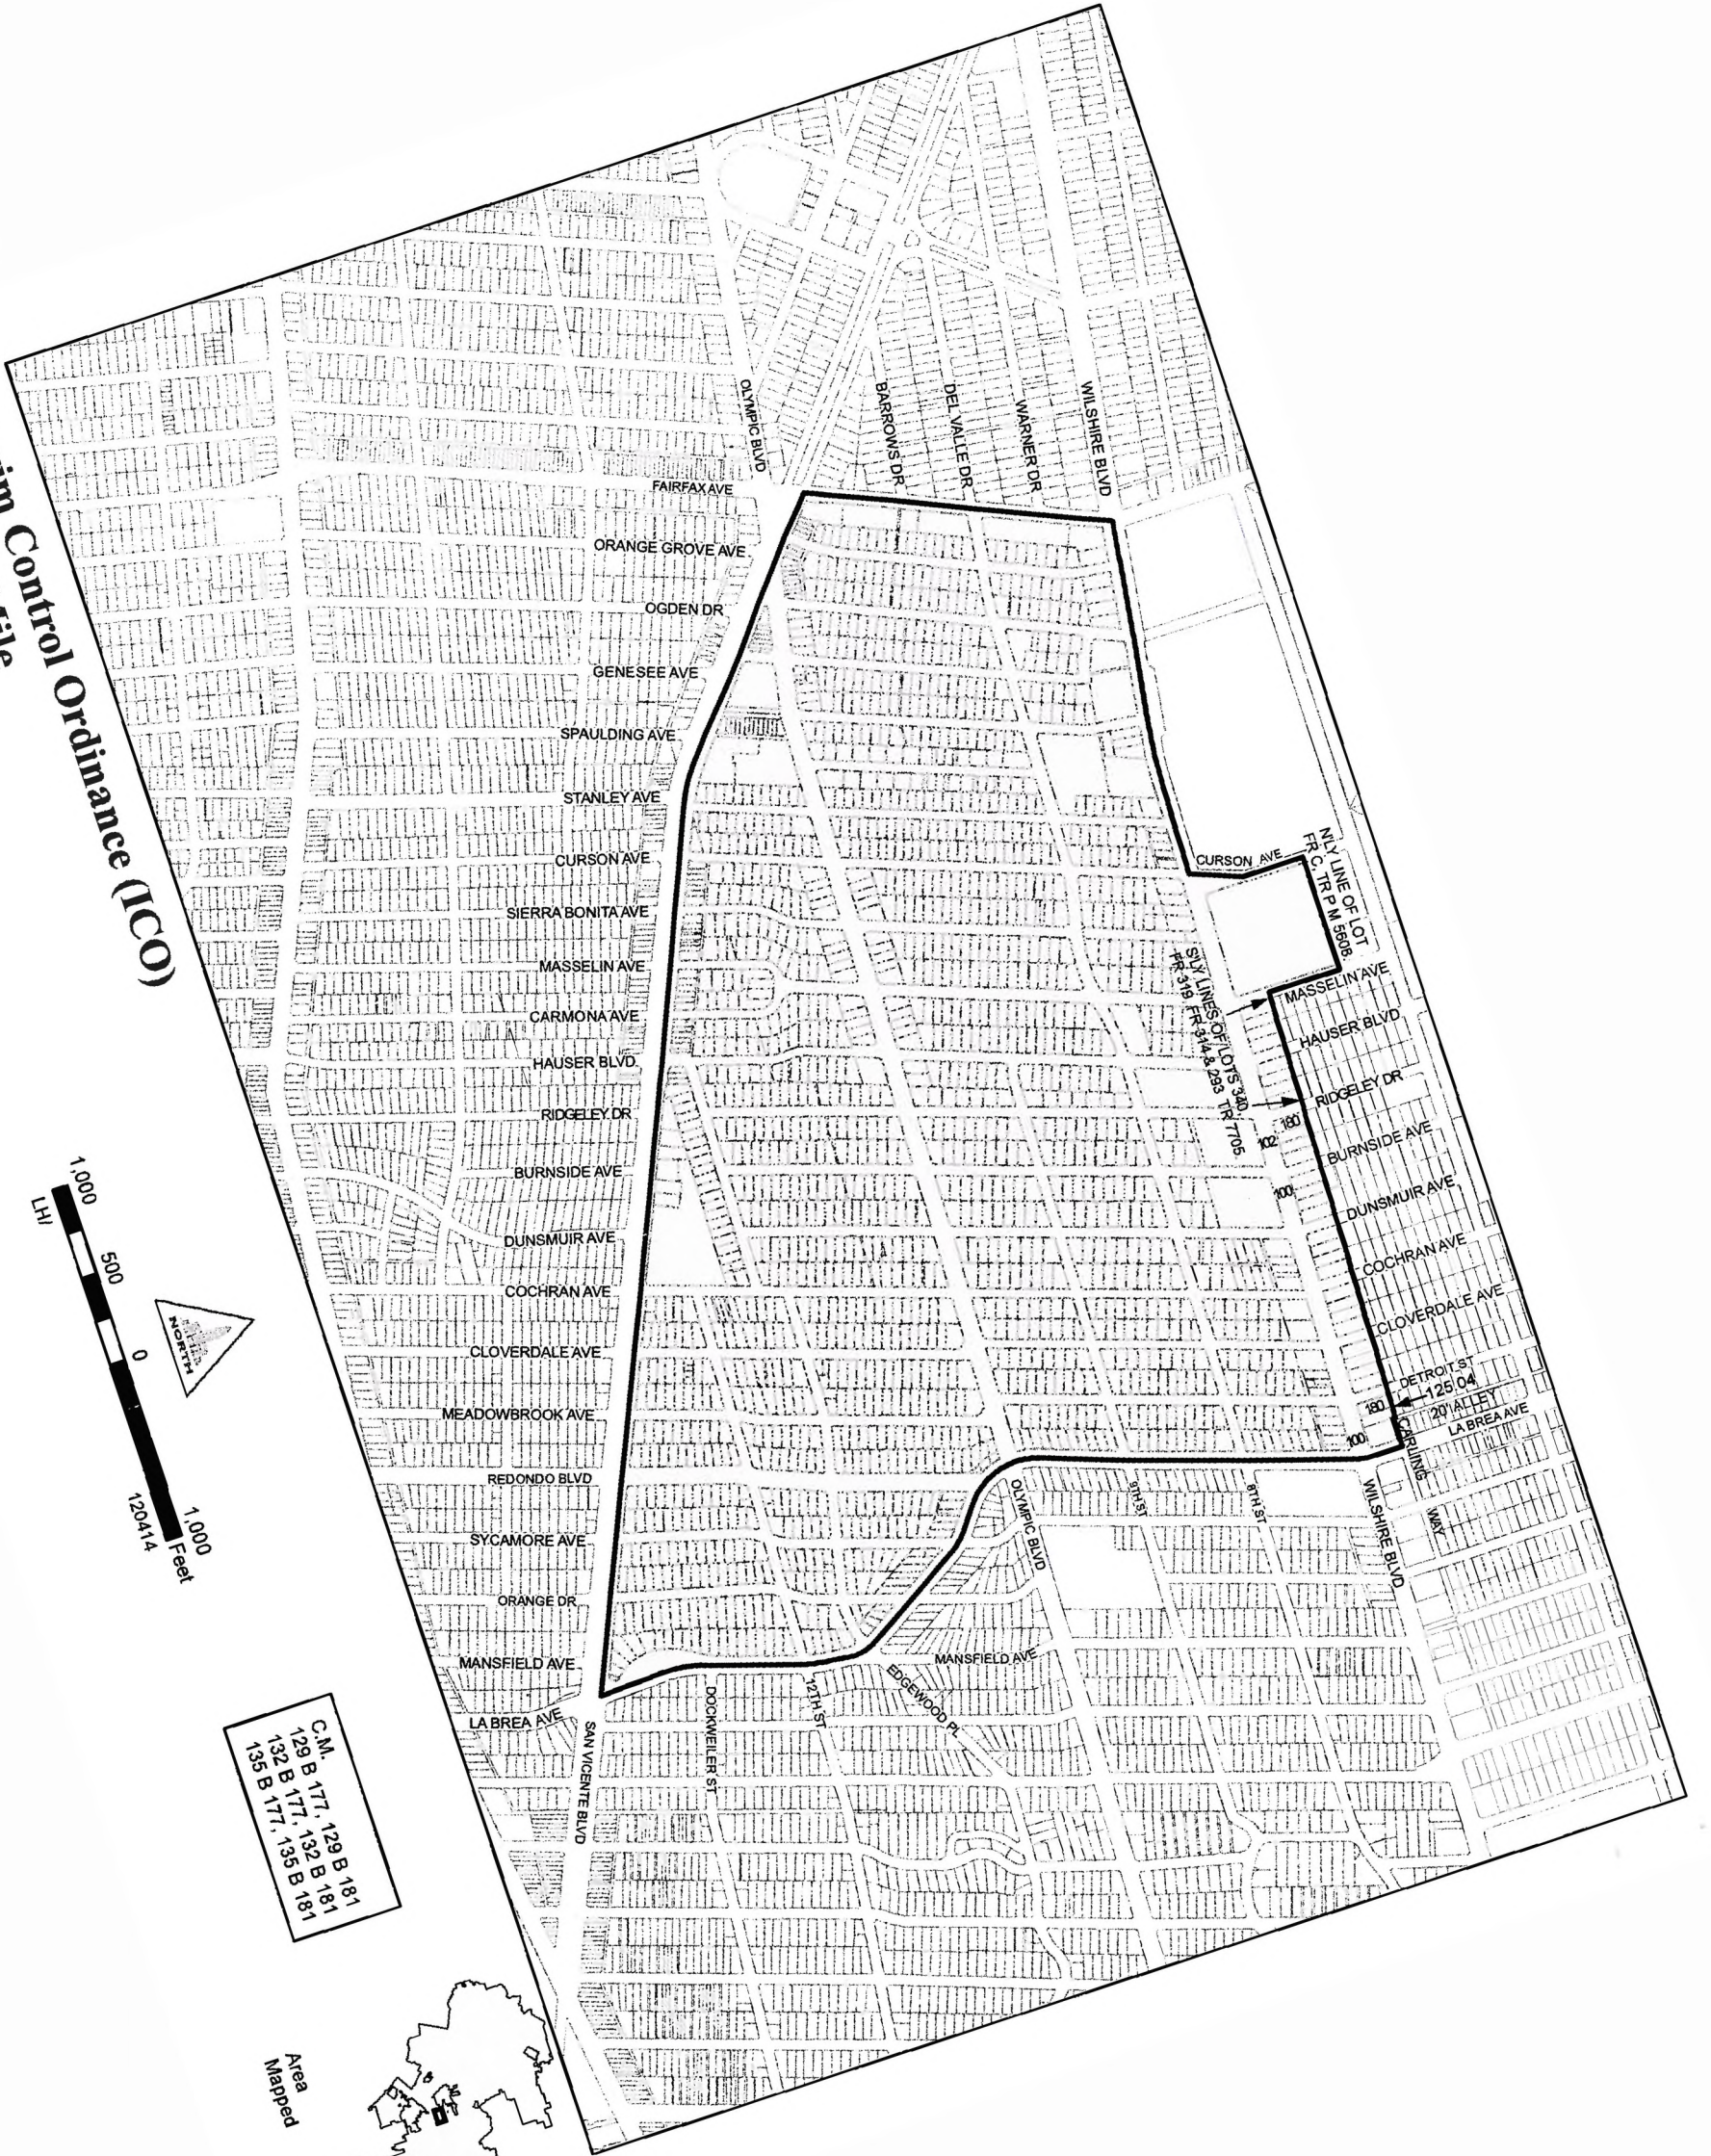 rim Control Ordinance (ICO)
Mile
OLYMPIC BLVD
BARROWS DR
DEL VALLE DR
WARNER DR
WILSHIRE BLVD
FAIRFAX AVE
ORANGE GROVE AVE
OGDEN DR
GENESEE AVE
SPAULDING AVE
STANLEY AVE
CURSON AVE
SIERRA BONITA AVE
MASSELIN AVE
CARMONA AVE
HAUSER BLVD.
RIDGELEY DR
BURNSIDE AVE
DUNSMUIR AVE
COCHRAN AVE
CLOVERDALE AVE
MEADOWBROOK AVE
REDONDO BLVD
SYCAMORE AVE
ORANGE DR
MANSFIELD AVE
LA BREA AVE
SAN VICENTE BLVD
DOCKWEILER ST
12TH ST
EDGEWOOD PL
MANSFIELD AVE
OLYMPIC BLVD
9TH ST
8TH ST
WILSHIRE BLVD
CARLING
WAY
CURSON AVE
NLY LINE OF LOT
FR C, TR P M 5606.
MASSELIN AVE
HAUSER BLVD
RIDGELEY DR
BURNSIDE AVE
DUNSMUIR AVE
COCHRAN AVE
CLOVERDALE AVE
DETROIT ST
125.04
20' ALLEY
LA BREA AVE
SLY LINES OF LOTS 340,
FR 319, FR 314 & 293 TR 7705.
180
102
100
180
100
1,000
500
0
1,000
Feet
LH/
120414
NORTH
C.M.
129 B 177, 129 B 181
132 B 177, 132 B 181
135 B 177, 135 B 181
Area
Mapped